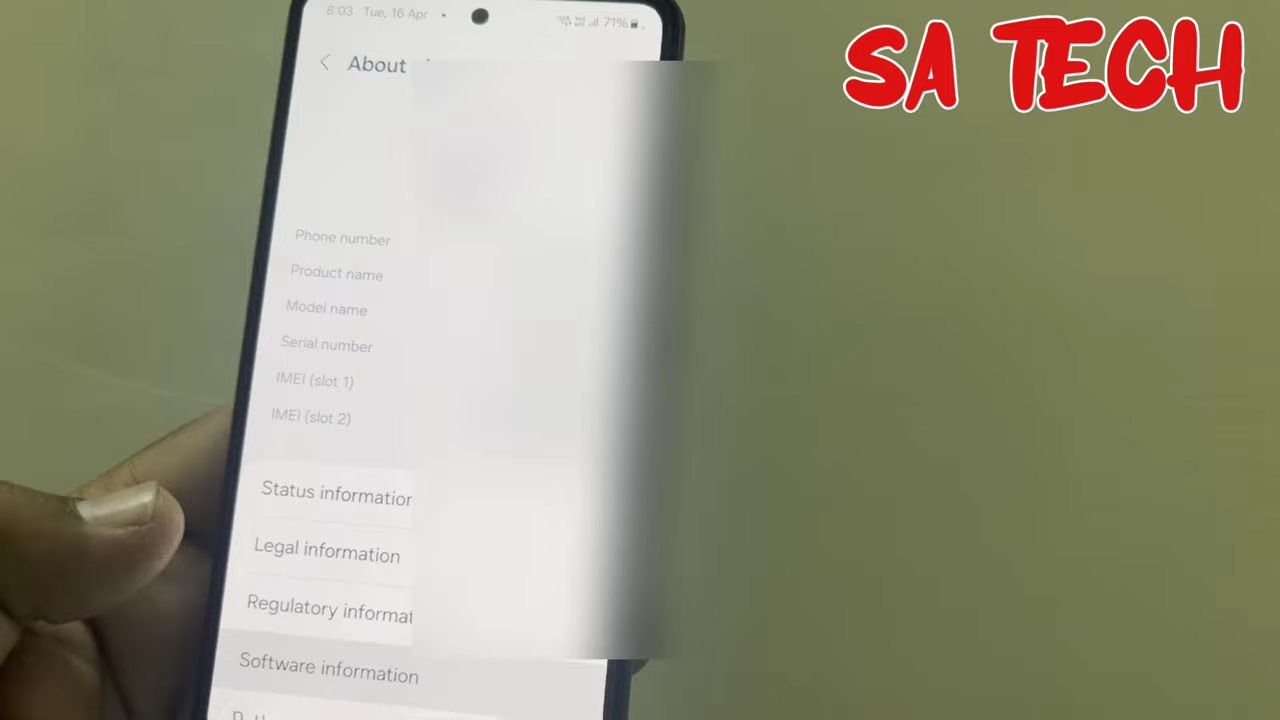 8:03 Tue, 16 Apr • 71%
SA TECH
About
Phone number
Product name
Model name
Serial number
IMEI (slot 1)
IMEI (slot 2)
Status information
Legal information
Regulatory informat
Software information